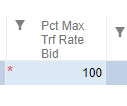 Pct Max
Trf Rate
Bid
* 100